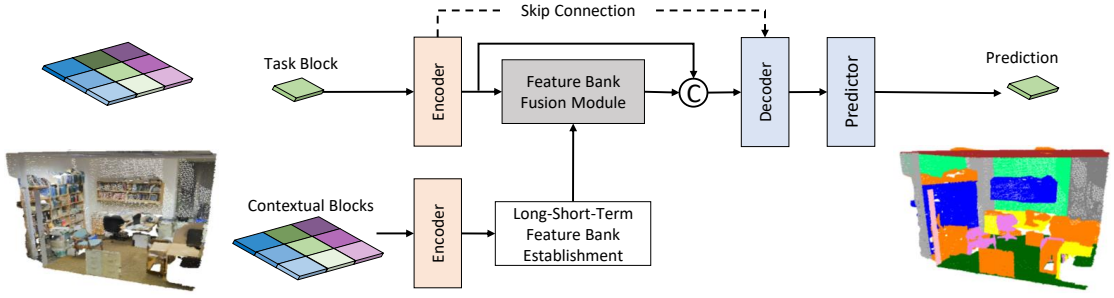 Skip Connection
Task Block
Encoder
Feature Bank
Fusion Module
C
Decoder
Predictor
Prediction
Contextual Blocks
Encoder
Long-Short-Term
Feature Bank
Establishment